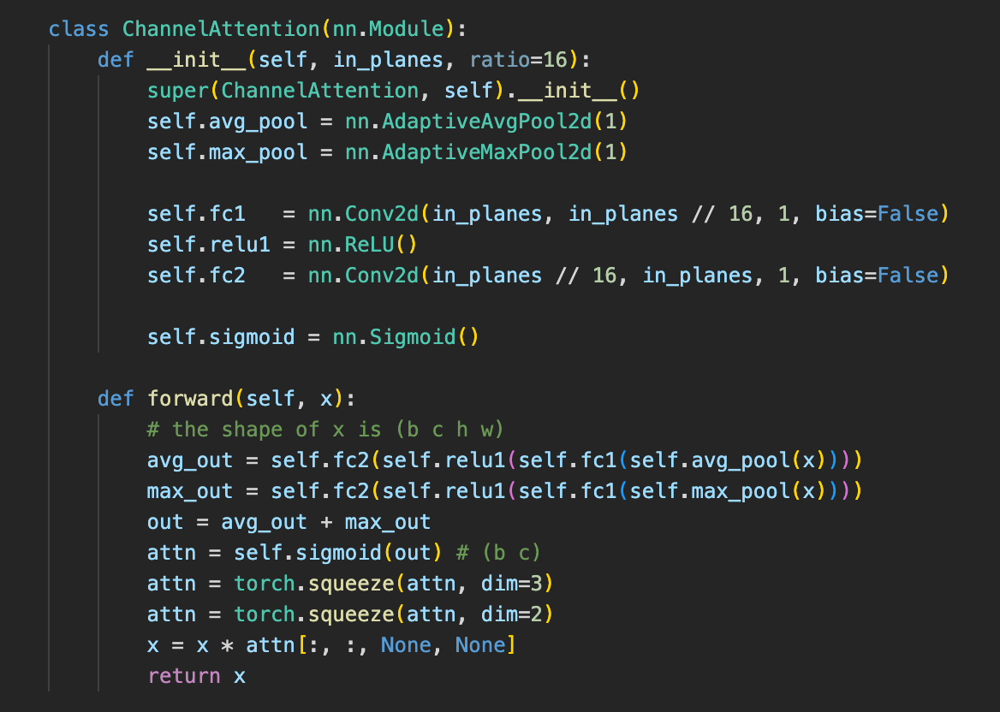 class ChannelAttention(nn.Module):
    def __init__(self, in_planes, ratio=16):
        super(ChannelAttention, self).__init__()
        self.avg_pool = nn.AdaptiveAvgPool2d(1)
        self.max_pool = nn.AdaptiveMaxPool2d(1)

        self.fc1   = nn.Conv2d(in_planes, in_planes // 16, 1, bias=False)
        self.relu1 = nn.ReLU()
        self.fc2   = nn.Conv2d(in_planes // 16, in_planes, 1, bias=False)

        self.sigmoid = nn.Sigmoid()

    def forward(self, x):
        # the shape of x is (b c h w)
        avg_out = self.fc2(self.relu1(self.fc1(self.avg_pool(x))))
        max_out = self.fc2(self.relu1(self.fc1(self.max_pool(x))))
        out = avg_out + max_out
        attn = self.sigmoid(out) # (b c)
        attn = torch.squeeze(attn, dim=3)
        attn = torch.squeeze(attn, dim=2)
        x = x * attn[:, :, None, None]
        return x